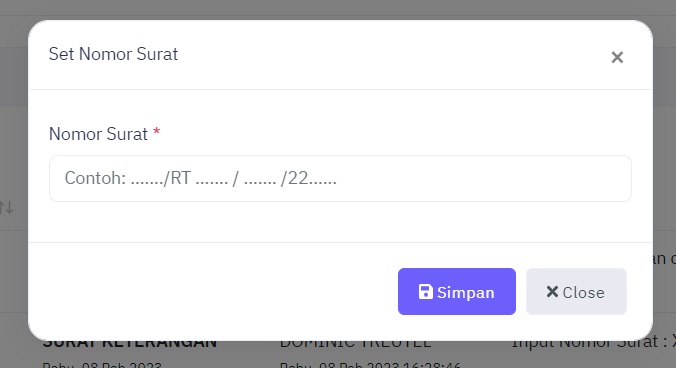 Set Nomor Surat
×
Nomor Surat *
Contoh: ......./RT ....... / ....... /22......
Simpan
Close
SURAT KETERANGAN
DOMINIC TREUTEL
Input Nomor Surat : X
Rabu, 08 Feb 2023
Rabu, 08 Feb 2023 16:28:46